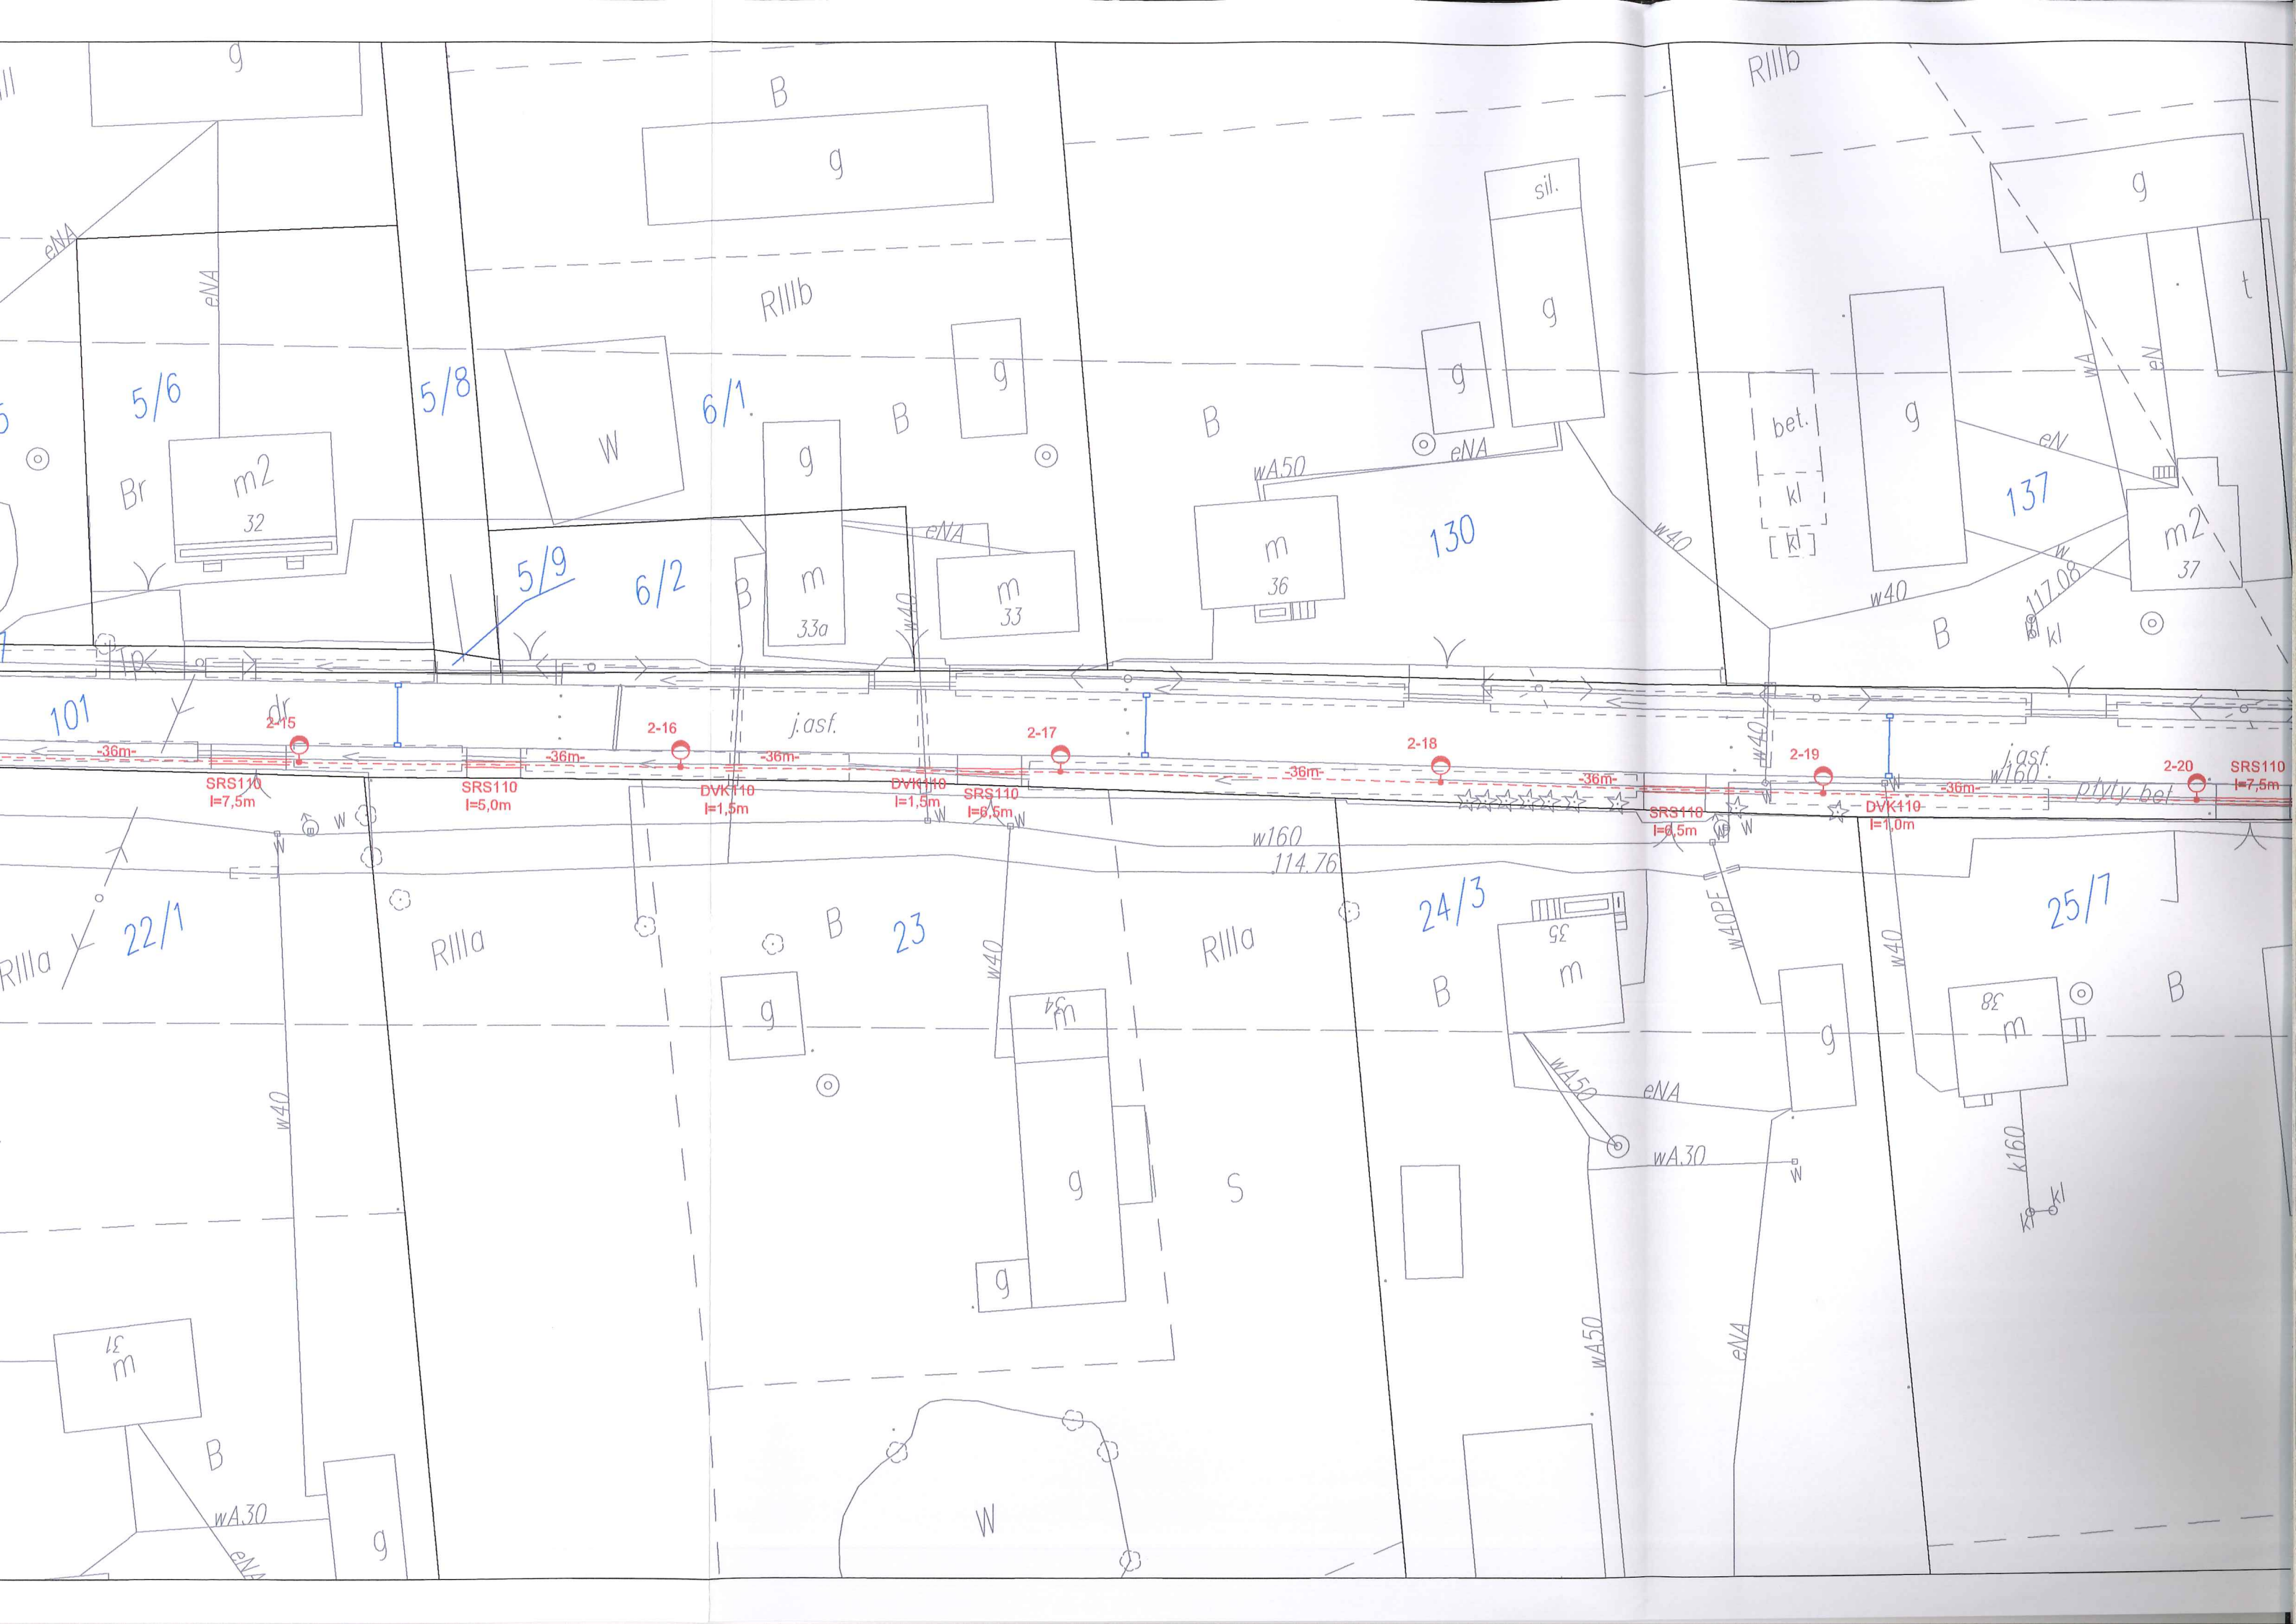 g
B
RIIIb
g
sil.
g
eNA
eNA
RIIIb
g
g
g
t
wA
eN
5/6
5/8
6/1
B
B
bet.
g
g
m2
Br
32
W
wA50
eNA
kl
kl
eN
137
130
w40
5/9
6/2
B
eNA
m
33a
w40
m
33
m
36
m2
37
w
117.08
w40
kl
B
Tp
101
dr
2-15
2-16
j.asf.
2-17
2-18
w40
2-19
j.asf.
w160
2-20
SRS110
l=7,5m
-36m-
-36m-
-36m-
-36m-
-36m-
-36m-
płyty bet.
SRS110
l=7,5m
SRS110
l=5,0m
DVK110
l=1,5m
DVK110
l=1,5m
SRS110
l=6,5m
SRS110
l=6,5m
DVK110
l=1,0m
W
W
W
W
W
W
W
W
w160
114.76
22/1
RIIIa
RIIIa
B
23
w40
RIIIa
24/3
35
m
B
w40PE
w40
25/7
B
g
34
m
g
38
m
w40
wA50
eNA
wA30
W
k160
kl
kl
g
S
g
31
m
B
wA30
eNA
g
W
wA50
eNA